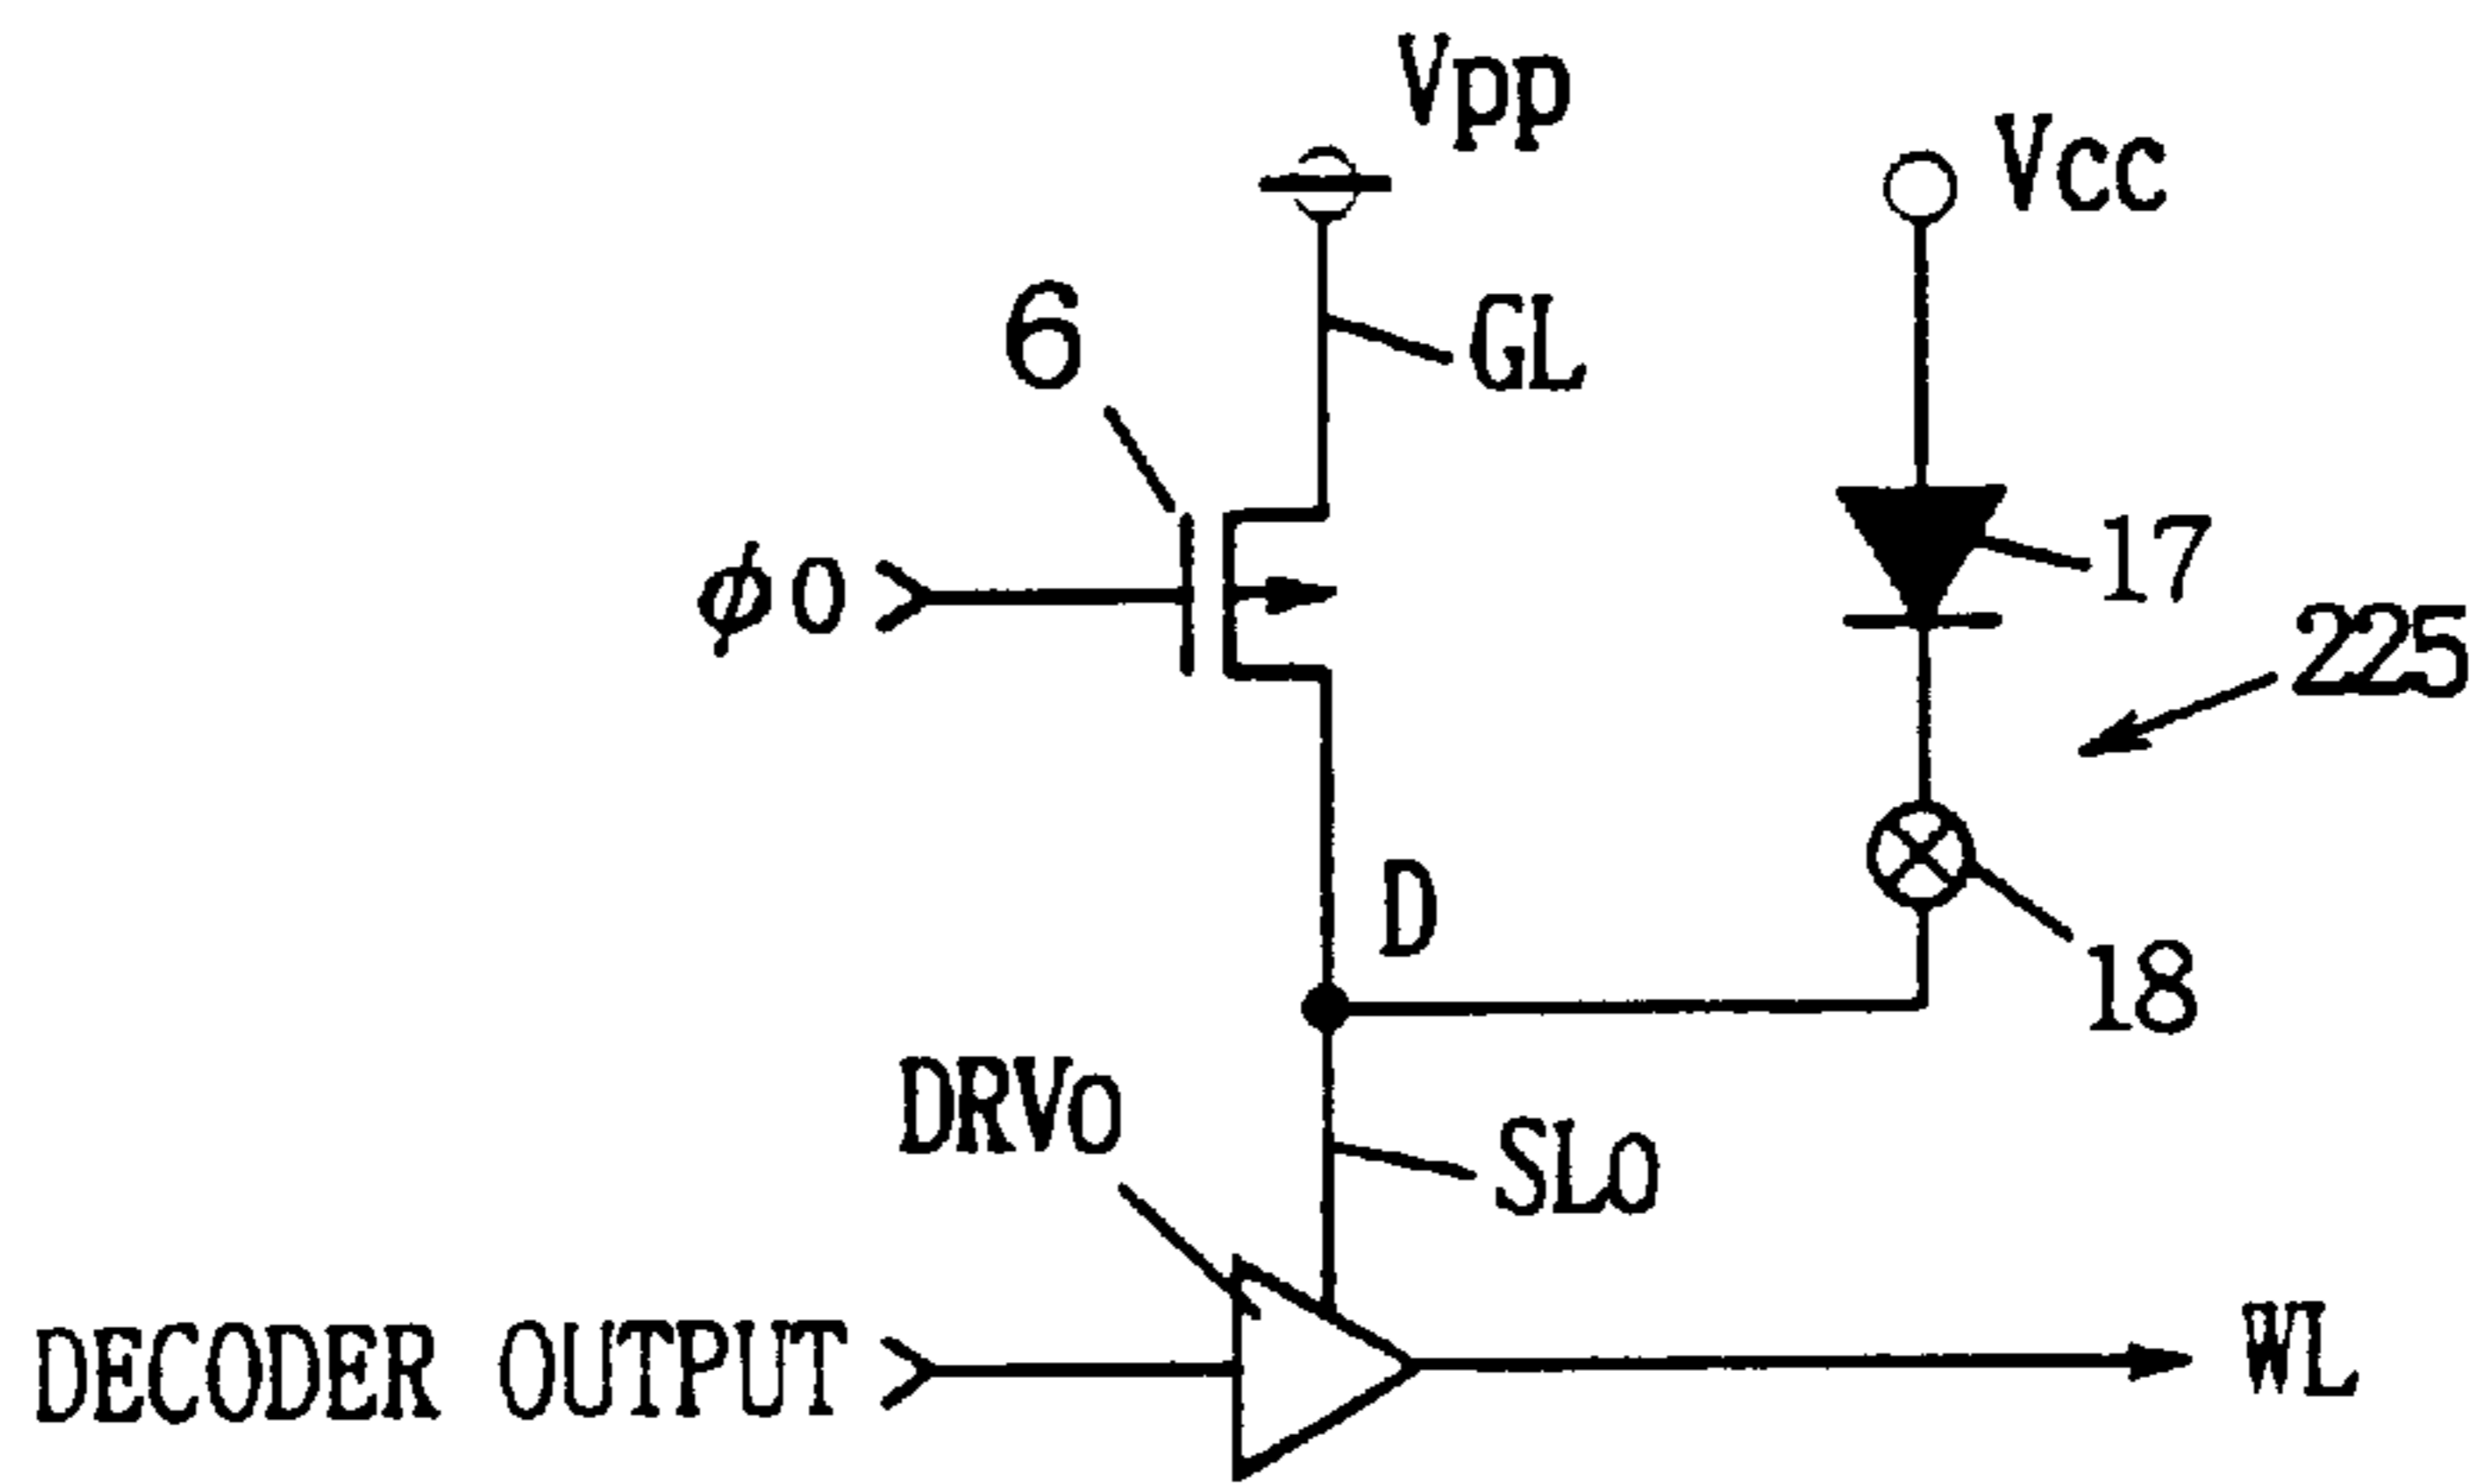 Vpp
Vcc
6
GL
φ0
17
225
D
18
DRVo
SLo
DECODER OUTPUT
WL